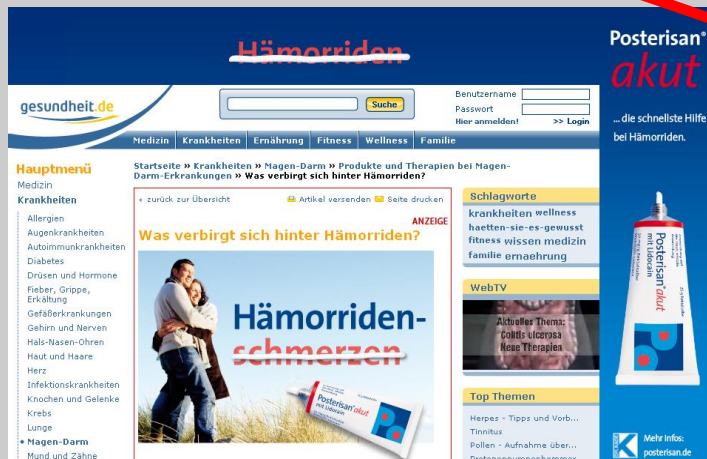 Hämorriden
gesundheit.de
Suche
Benutzername
Passwort
Hier anmelden! >> Login
Medizin Krankheiten Ernährung Fitness Wellness Familie
Hauptmenü
Medizin
Krankheiten
Allergien
Augenkrankheiten
Autoimmunkrankheiten
Diabetes
Drüsen und Hormone
Fieber, Grippe,
Erkältung
Gefäßerkrankungen
Gehirn und Nerven
Hals-Nasen-Ohren
Haut und Haare
Herz
Infektionskrankheiten
Knochen und Gelenke
Krebs
Lunge
• Magen-Darm
Mund und Zähne
Startseite » Krankheiten » Magen-Darm » Produkte und Therapien bei Magen-
Darm-Erkrankungen » Was verbirgt sich hinter Hämorriden?
« zurück zur Übersicht Artikel versenden Seite drucken
ANZEIGE
Was verbirgt sich hinter Hämorriden?
Hämorriden-
schmerzen
Posterisan® akut
mit Lidocain
Schlagworte
krankheiten wellness
haetten-sie-es-gewusst
fitness wissen medizin
familie ernaehrung
WebTV
Aktuelles Thema:
Colitis ulcerosa
Neue Therapien
Top Themen
Herpes - Tipps und Vorb...
Tinnitus
Pollen - Aufnahme über...
Protonenpumpenhemmer
Posterisan®
akut
... die schnellste Hilfe
bei Hämorriden.
Posterisan® akut
mit Lidocain
Mehr Infos:
posterisan.de